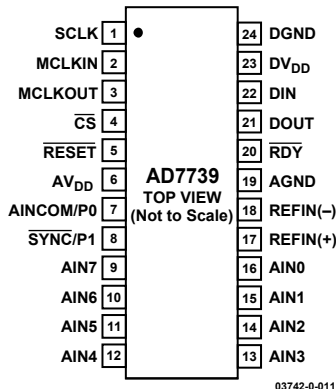 SCLK 1 24 DGND
MCLKIN 2 23 DVDD
MCLKOUT 3 22 DIN
CS 4 21 DOUT
RESET 5 20 RDY
AVDD 6 19 AGND
AINCOM/P0 7 18 REFIN(–)
SYNC/P1 8 17 REFIN(+)
AIN7 9 16 AIN0
AIN6 10 15 AIN1
AIN5 11 14 AIN2
AIN4 12 13 AIN3
AD7739
TOP VIEW
(Not to Scale)
03742-0-011